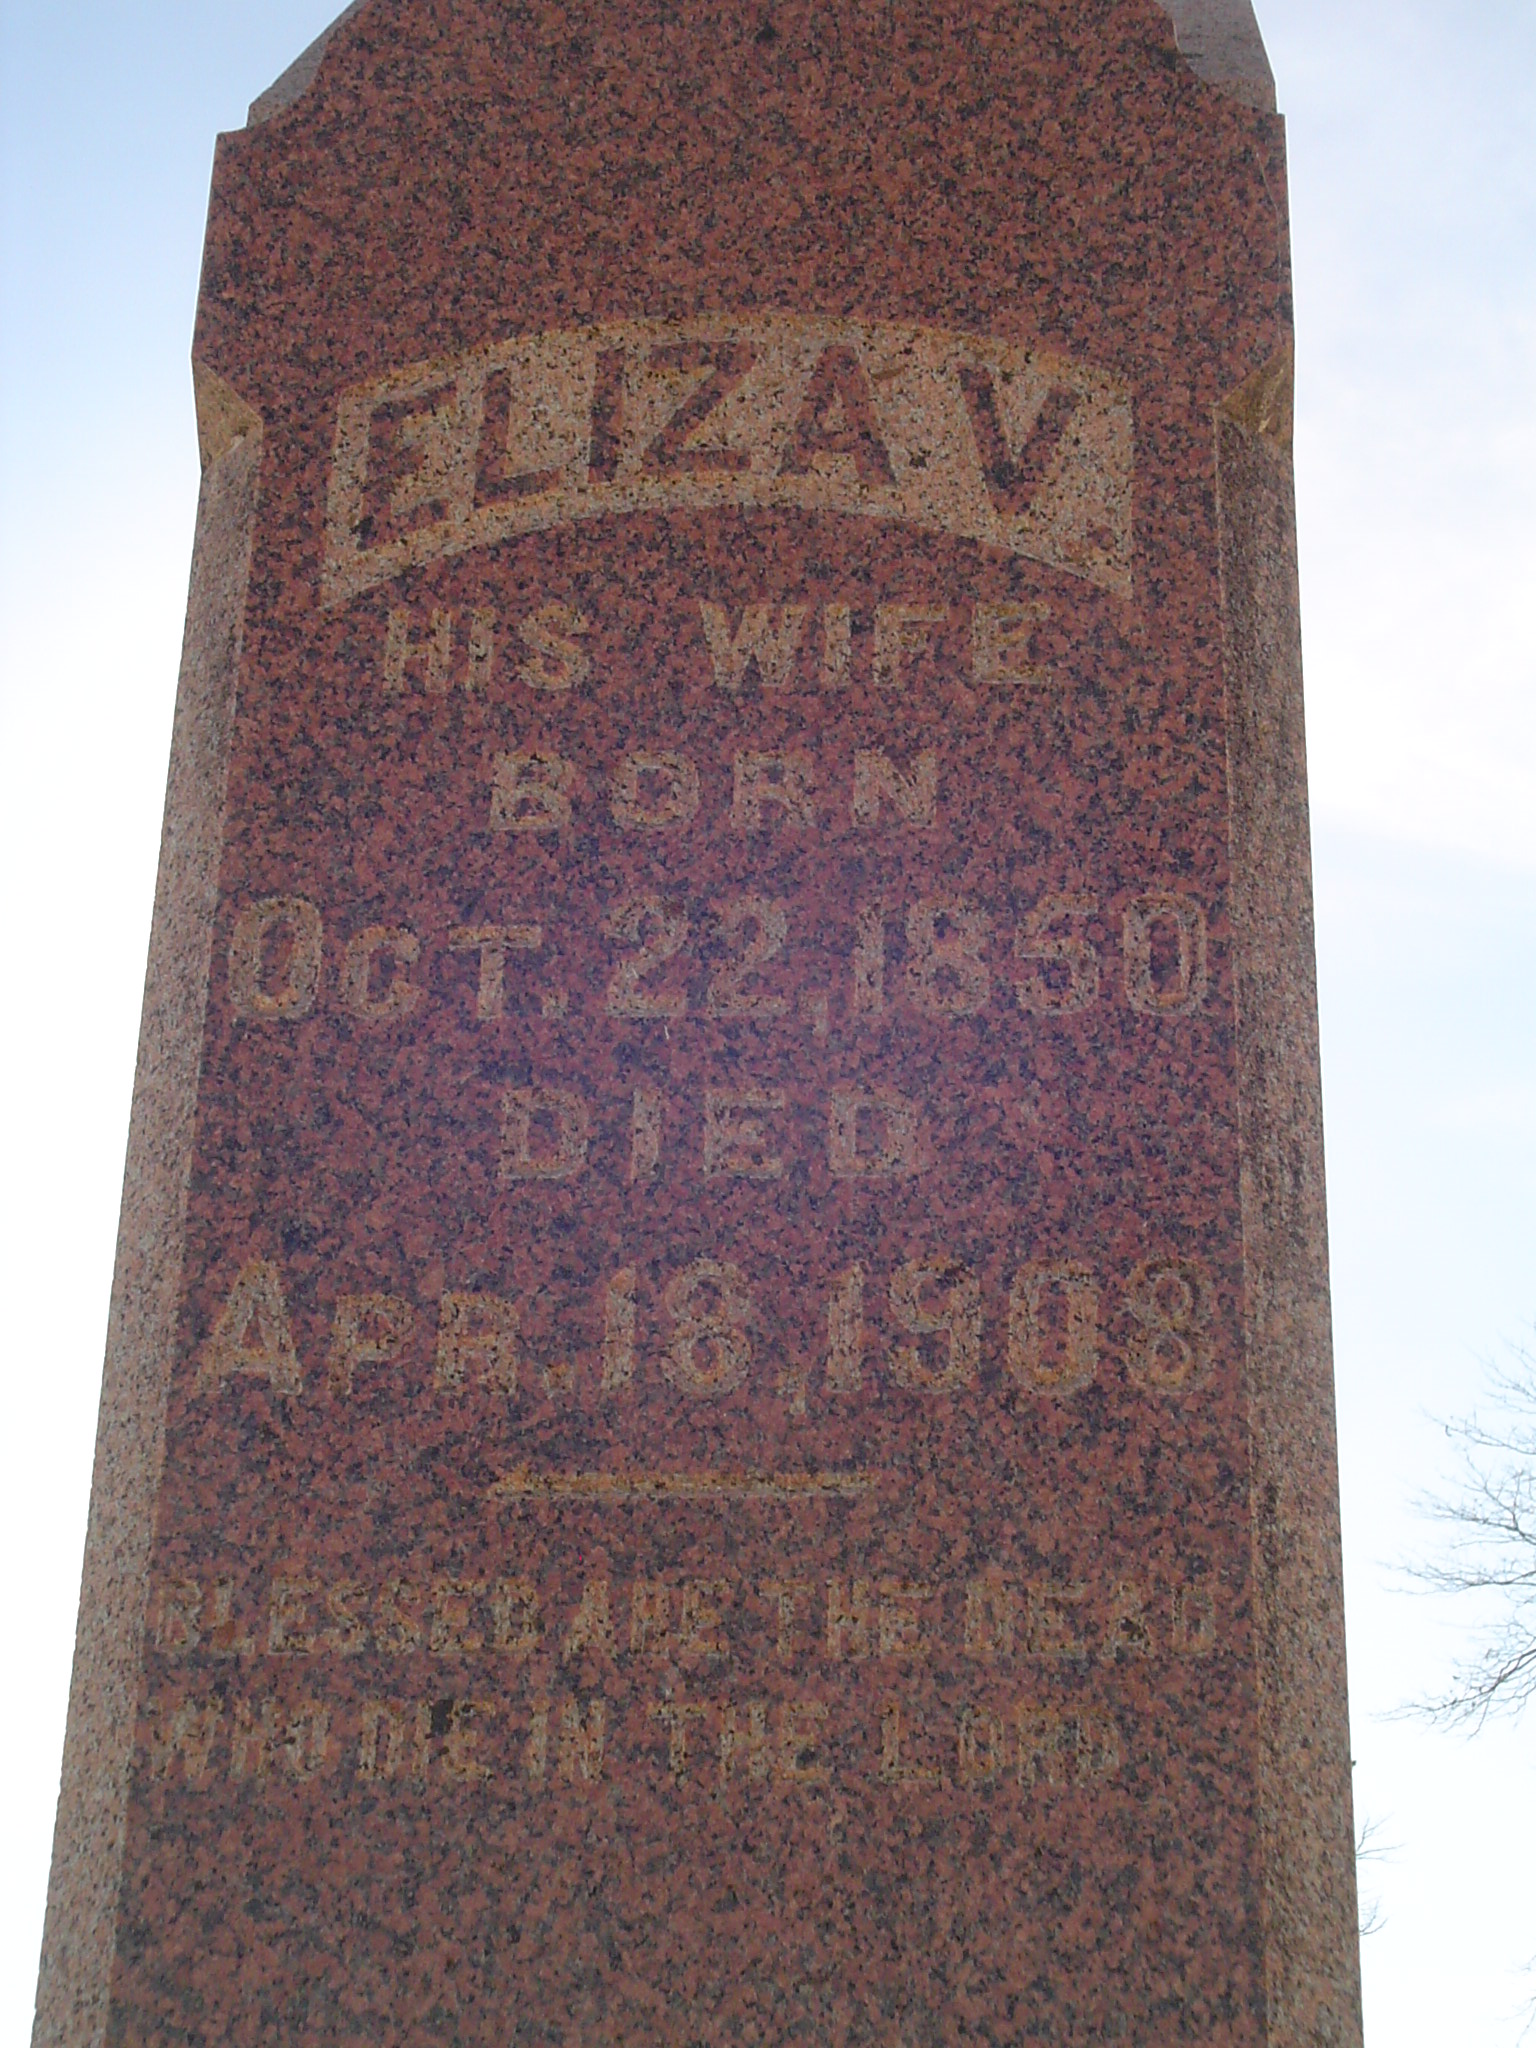 ELIZA V.
HIS WIFE
BORN
OCT. 22, 1850
DIED
APR. 18, 1908
BLESSED ARE THE DEAD
WHO DIE IN THE LORD